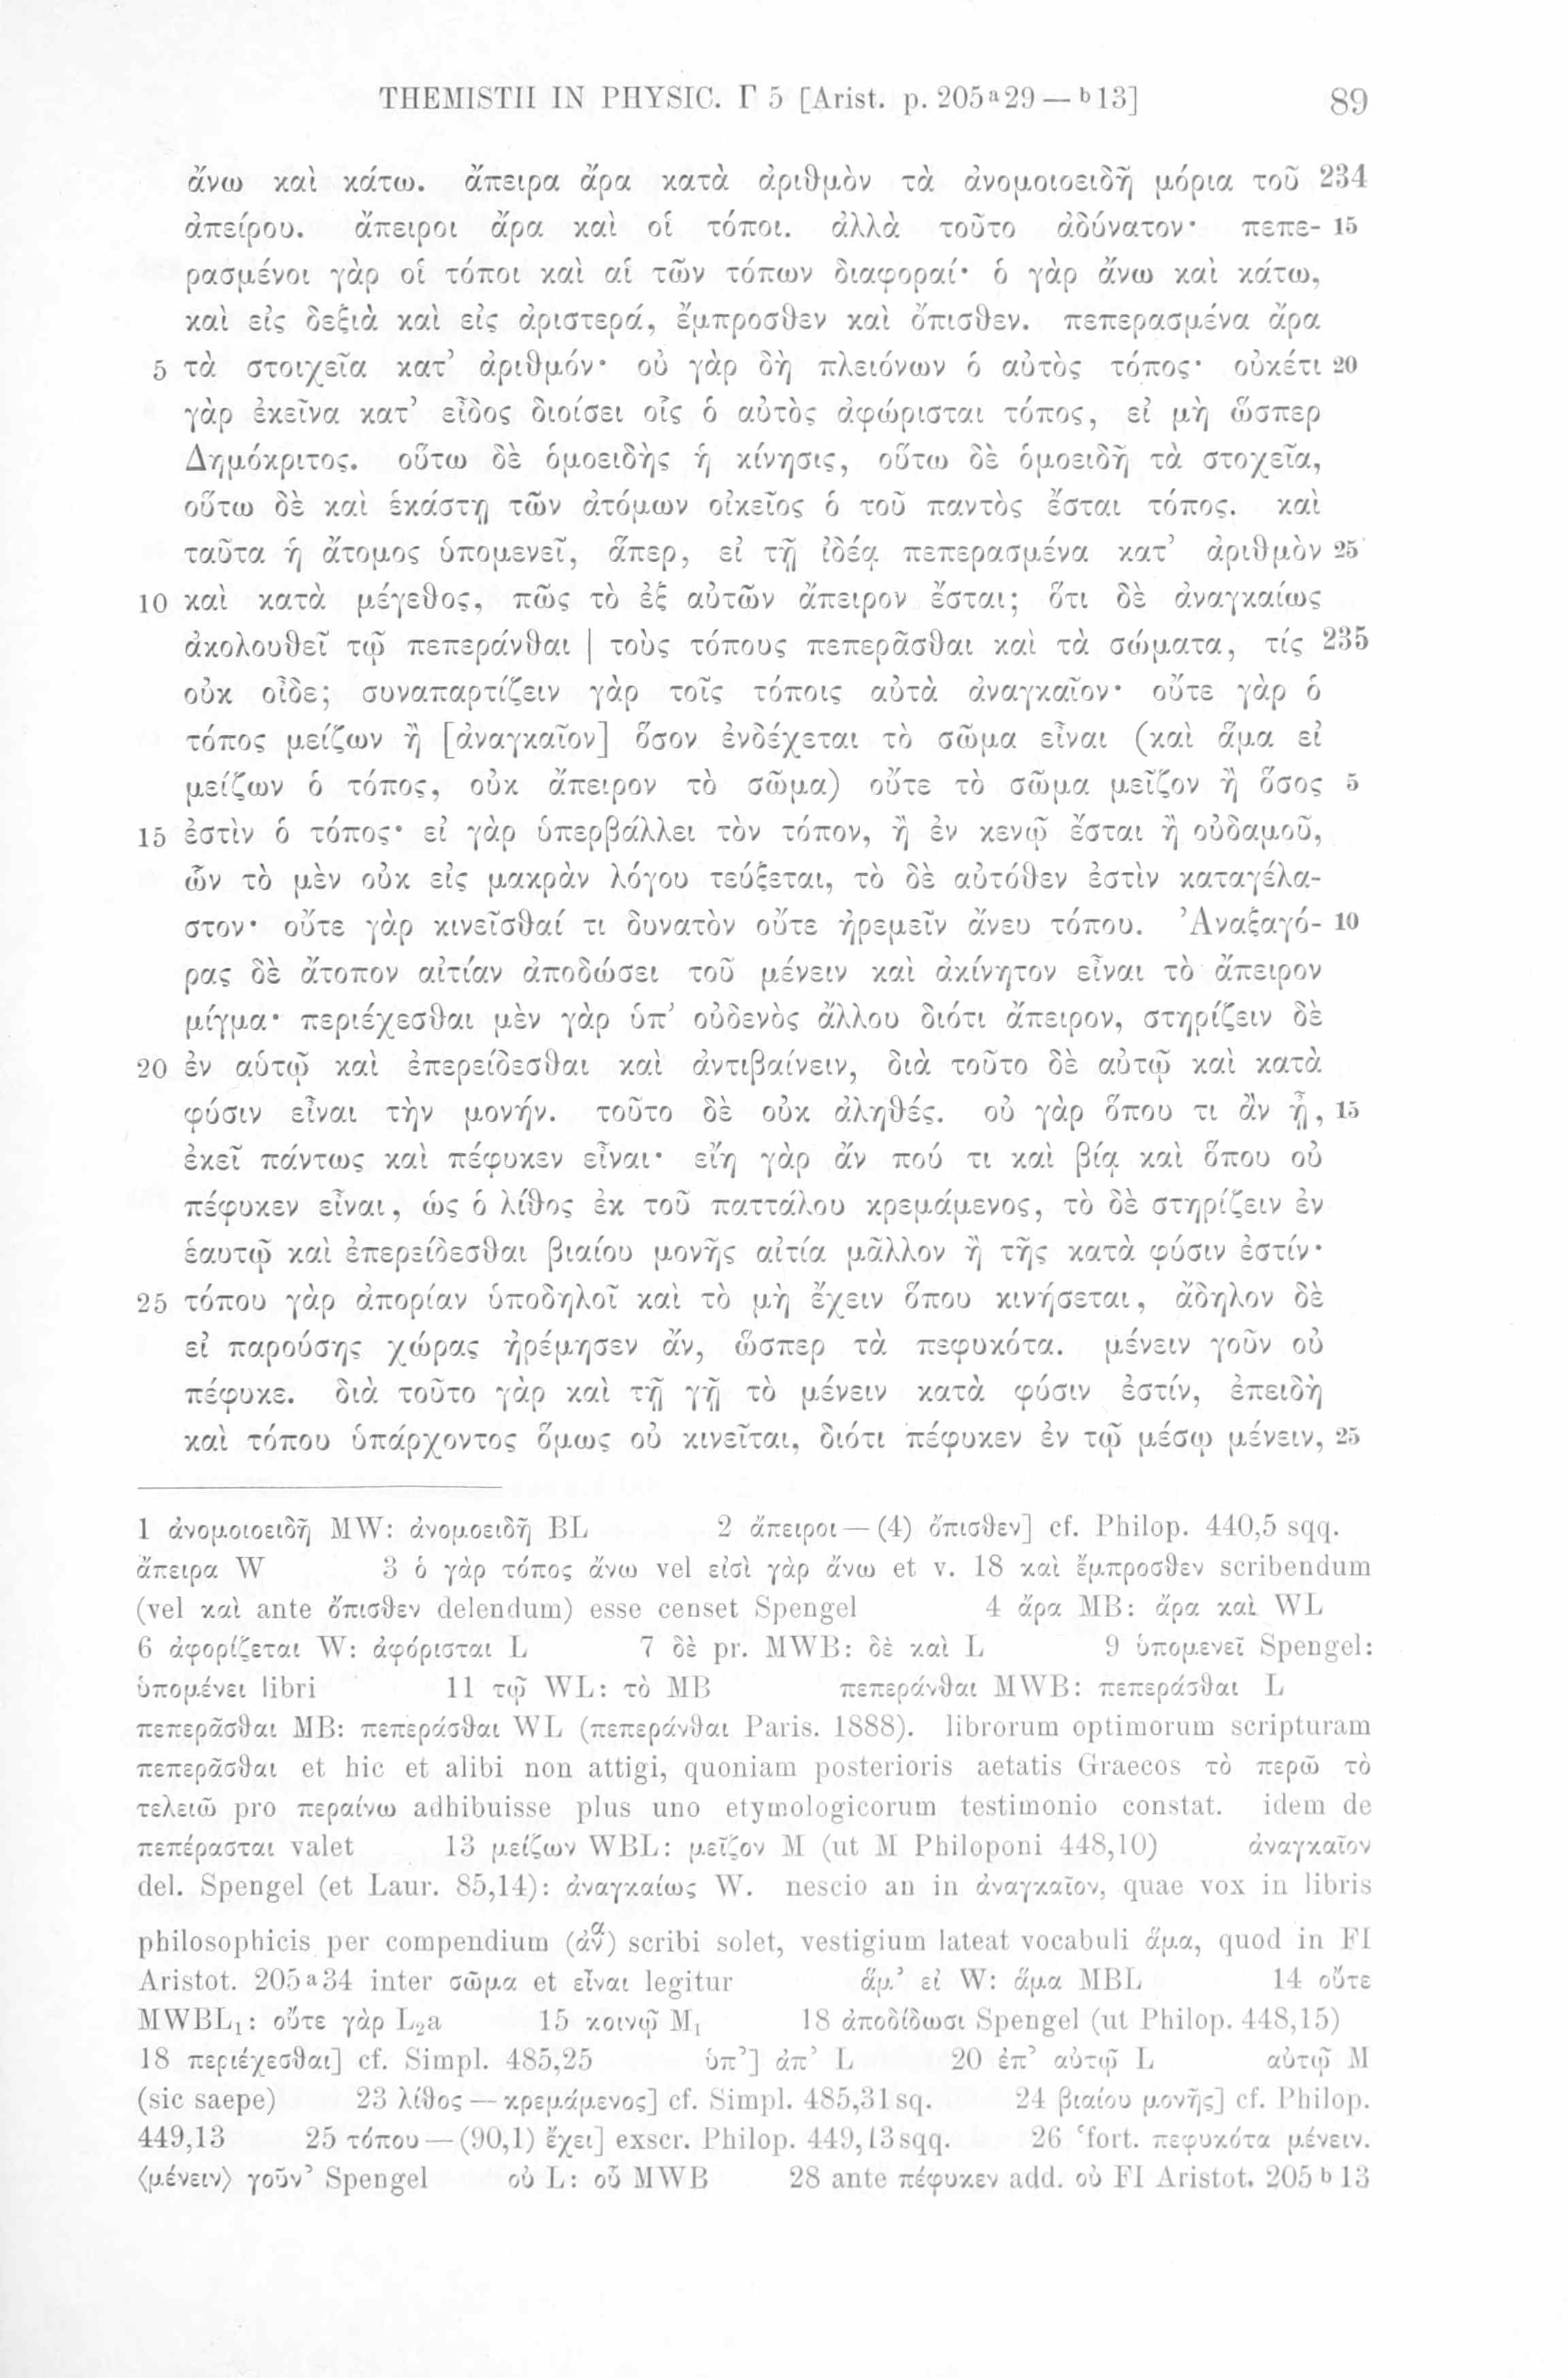 THEMISTII IN PHYSIC. Γ 5 [Arist. p. 205ᵃ29 — ᵇ13] 89
ἄνω καὶ κάτω. ἄπειρα ἄρα κατὰ ἀριθμὸν τὰ ἀνομοιοειδῆ μόρια τοῦ 234
ἀπείρου. ἄπειροι ἄρα καὶ οἱ τόποι. ἀλλὰ τοῦτο ἀδύνατον· πεπε- 15
ρασμένοι γὰρ οἱ τόποι καὶ αἱ τῶν τόπων διαφοραί· ὁ γὰρ ἄνω καὶ κάτω,
καὶ εἰς δεξιὰ καὶ εἰς ἀριστερά, ἔμπροσθεν καὶ ὄπισθεν. πεπερασμένα ἄρα
5 τὰ στοιχεῖα κατ’ ἀριθμόν· οὐ γὰρ δὴ πλειόνων ὁ αὐτὸς τόπος· οὐκέτι 20
γὰρ ἐκεῖνα κατ’ εἶδος διοίσει οἷς ὁ αὐτὸς ἀφώρισται τόπος, εἰ μὴ ὥσπερ
Δημόκριτος. οὕτω δὲ ὁμοειδὴς ἡ κίνησις, οὕτω δὲ ὁμοειδῆ τὰ στοχεῖα,
οὕτω δὲ καὶ ἑκάστῃ τῶν ἀτόμων οἰκεῖος ὁ τοῦ παντὸς ἔσται τόπος. καὶ
ταῦτα ἡ ἄτομος ὑπομενεῖ, ἅπερ, εἰ τῇ ἰδέᾳ πεπερασμένα κατ’ ἀριθμὸν 25
10 καὶ κατὰ μέγεθος, πῶς τὸ ἐξ αὐτῶν ἄπειρον ἔσται; ὅτι δὲ ἀναγκαίως
ἀκολουθεῖ τῷ πεπεράνθαι | τοὺς τόπους πεπερᾶσθαι καὶ τὰ σώματα, τίς 235
οὐκ οἶδε; συναπαρτίζειν γὰρ τοῖς τόποις αὐτὰ ἀναγκαῖον· οὔτε γὰρ ὁ
τόπος μείζων ἢ [ἀναγκαῖον] ὅσον ἐνδέχεται τὸ σῶμα εἶναι (καὶ ἅμα εἰ
μείζων ὁ τόπος, οὐκ ἄπειρον τὸ σῶμα) οὔτε τὸ σῶμα μεῖζον ἢ ὅσος 5
15 ἐστὶν ὁ τόπος· εἰ γὰρ ὑπερβάλλει τὸν τόπον, ἢ ἐν κενῷ ἔσται ἢ οὐδαμοῦ,
ὧν τὸ μὲν οὐκ εἰς μακρὰν λόγου τεύξεται, τὸ δὲ αὐτόθεν ἐστὶν καταγέλα-
στον· οὔτε γὰρ κινεῖσθαί τι δυνατὸν οὔτε ἠρεμεῖν ἄνευ τόπου. Ἀναξαγό- 10
ρας δὲ ἄτοπον αἰτίαν ἀποδώσει τοῦ μένειν καὶ ἀκίνητον εἶναι τὸ ἄπειρον
μίγμα· περιέχεσθαι μὲν γὰρ ὑπ’ οὐδενὸς ἄλλου διότι ἄπειρον, στηρίζειν δὲ
20 ἐν αὑτῷ καὶ ἐπερείδεσθαι καὶ ἀντιβαίνειν, διὰ τοῦτο δὲ αὐτῷ καὶ κατὰ
φύσιν εἶναι τὴν μονήν. τοῦτο δὲ οὐκ ἀληθές. οὐ γὰρ ὅπου τι ἂν ᾖ, 15
ἐκεῖ πάντως καὶ πέφυκεν εἶναι· εἴη γὰρ ἄν πού τι καὶ βίᾳ καὶ ὅπου οὐ
πέφυκεν εἶναι, ὡς ὁ λίθος ἐκ τοῦ παττάλου κρεμάμενος, τὸ δὲ στηρίζειν ἐν
ἑαυτῷ καὶ ἐπερείδεσθαι βιαίου μονῆς αἰτία μᾶλλον ἢ τῆς κατὰ φύσιν ἐστίν·
25 τόπου γὰρ ἀπορίαν ὑποδηλοῖ καὶ τὸ μὴ ἔχειν ὅπου κινήσεται, ἄδηλον δὲ
εἰ παρούσης χώρας ἠρέμησεν ἄν, ὥσπερ τὰ πεφυκότα. μένειν γοῦν οὐ
πέφυκε. διὰ τοῦτο γὰρ καὶ τῇ γῇ τὸ μένειν κατὰ φύσιν ἐστίν, ἐπειδὴ
καὶ τόπου ὑπάρχοντος ὅμως οὐ κινεῖται, διότι πέφυκεν ἐν τῷ μέσῳ μένειν, 25
1 ἀνομοιοειδῆ MW: ἀνομοειδῆ BL 2 ἄπειροι — (4) ὄπισθεν] cf. Philop. 440,5 sqq.
ἄπειρα W 3 ὁ γὰρ τόπος ἄνω vel εἰσὶ γὰρ ἄνω et v. 18 καὶ ἔμπροσθεν scribendum
(vel καὶ ante ὄπισθεν delendum) esse censet Spengel 4 ἄρα MB: ἄρα καὶ WL
6 ἀφορίζεται W: ἀφόρισται L 7 δὲ pr. MWB: δὲ καὶ L 9 ὑπομενεῖ Spengel:
ὑπομένει libri 11 τῷ WL: τὸ MB πεπεράνθαι MWB: πεπεράσθαι L
πεπερᾶσθαι MB: πεπεράσθαι WL (πεπεράνθαι Paris. 1888). librorum optimorum scripturam
πεπερᾶσθαι et hic et alibi non attigi, quoniam posterioris aetatis Graecos τὸ περῶ τὸ
τελειῶ pro περαίνω adhibuisse plus uno etymologicorum testimonio constat. idem de
πεπέρασται valet 13 μείζων WBL: μεῖζον M (ut M Philoponi 448,10) ἀναγκαῖον
del. Spengel (et Laur. 85,14): ἀναγκαίως W. nescio an in ἀναγκαῖον, quae vox in libris
philosophicis per compendium (ἀν̃ᵅ) scribi solet, vestigium lateat vocabuli ἅμα, quod in FI
Aristot. 205ᵃ34 inter σῶμα et εἶναι legitur ἅμ’ εἰ W: ἅμα MBL 14 οὔτε
MWBL₁: οὔτε γὰρ L₂a 15 κοινῷ M₁ 18 ἀποδίδωσι Spengel (ut Philop. 448,15)
18 περιέχεσθαι] cf. Simpl. 485,25 ὑπ’] ἀπ’ L 20 ἐπ’ αὐτῷ L αὐτῷ M
(sic saepe) 23 λίθος — κρεμάμενος] cf. Simpl. 485,31 sq. 24 βιαίου μονῆς] cf. Philop.
449,13 25 τόπου — (90,1) ἔχει] exscr. Philop. 449,13 sqq. 26 ‘fort. πεφυκότα μένειν.
⟨μένειν⟩ γοῦν’ Spengel οὐ L: οὗ MWB 28 ante πέφυκεν add. οὐ FI Aristot. 205ᵇ13